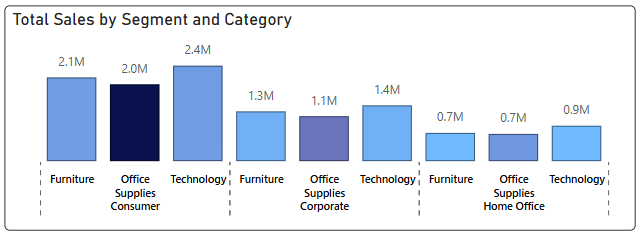 Total Sales by Segment and Category
2.1M
2.0M
2.4M
1.3M
1.1M
1.4M
0.7M
0.7M
0.9M
Furniture
Office
Supplies
Technology
Furniture
Office
Supplies
Technology
Furniture
Office
Supplies
Technology
Consumer
Corporate
Home Office